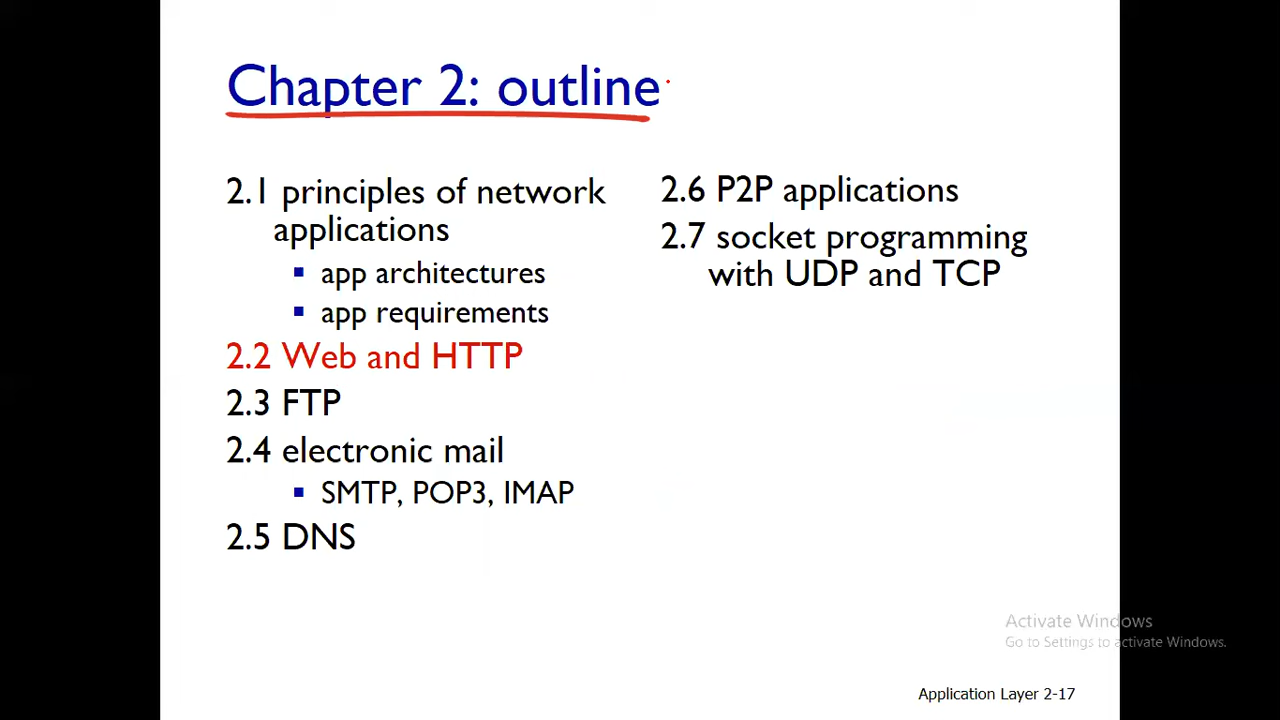 Chapter 2: outline
2.1 principles of network
applications
▪ app architectures
▪ app requirements
2.2 Web and HTTP
2.3 FTP
2.4 electronic mail
▪ SMTP, POP3, IMAP
2.5 DNS
2.6 P2P applications
2.7 socket programming
with UDP and TCP
Activate Windows
Go to Settings to activate Windows.
Application Layer 2-17